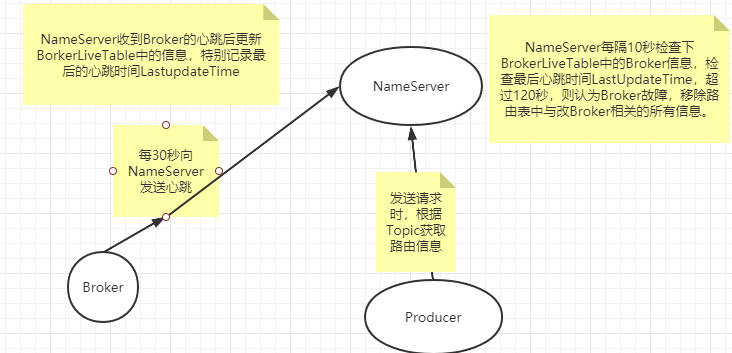 NameServer收到Broker的心跳后更新
BorkerLiveTable中的信息，特别记录最
后的心跳时间LastupdateTime
NameServer每隔10秒检查下
BrokerLiveTable中的Broker信息，检
查最后心跳时间LastUpdateTime，超
过120秒，则认为Broker故障，移除路
由表中与改Broker相关的所有信息。
NameServer
每30秒向
NameServer
发送心跳
发送请求
时，根据
Topic获取
路由信息
Broker
Producer